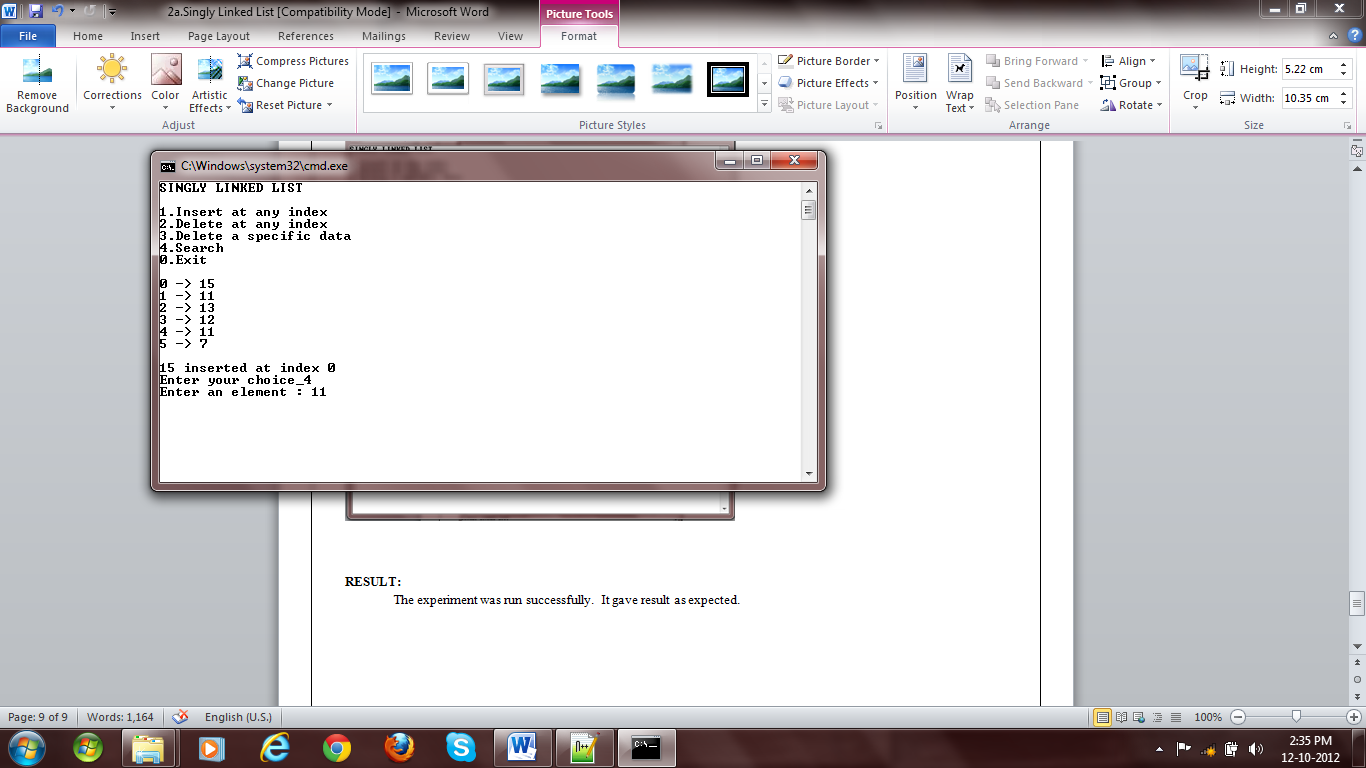 2a.Singly Linked List [Compatibility Mode] - Microsoft Word
Picture Tools
File Home Insert Page Layout References Mailings Review View Format
Remove Background
Corrections
Color
Artistic Effects
Compress Pictures
Change Picture
Reset Picture
Adjust
Picture Styles
Picture Border
Picture Effects
Picture Layout
Position
Wrap Text
Bring Forward
Send Backward
Selection Pane
Align
Group
Rotate
Arrange
Crop
Height: 5.22 cm
Width: 10.35 cm
Size
C:\Windows\system32\cmd.exe
SINGLY LINKED LIST
1.Insert at any index
2.Delete at any index
3.Delete a specific data
4.Search
0.Exit
0 -> 15
1 -> 11
2 -> 13
3 -> 12
4 -> 11
5 -> 7
15 inserted at index 0
Enter your choice_4
Enter an element : 11
RESULT:
The experiment was run successfully. It gave result as expected.
Page: 9 of 9 Words: 1,164 English (U.S.) 100%
2:35 PM
12-10-2012